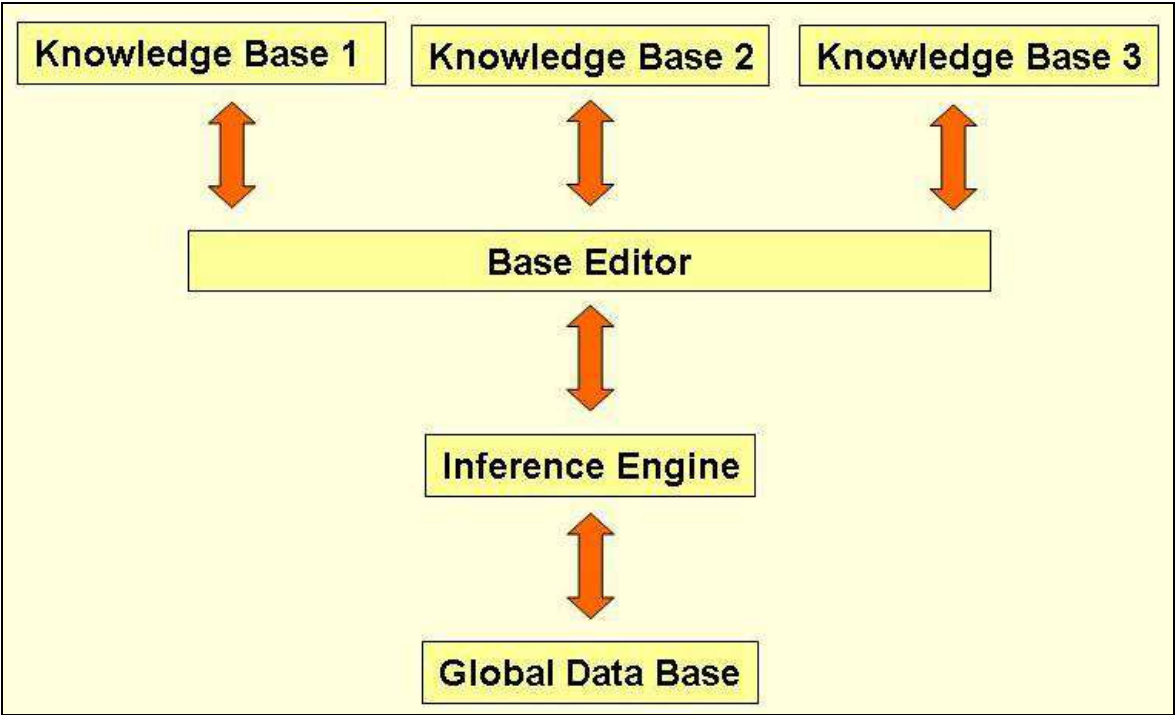 Knowledge Base 1
Knowledge Base 2
Knowledge Base 3
Base Editor
Inference Engine
Global Data Base